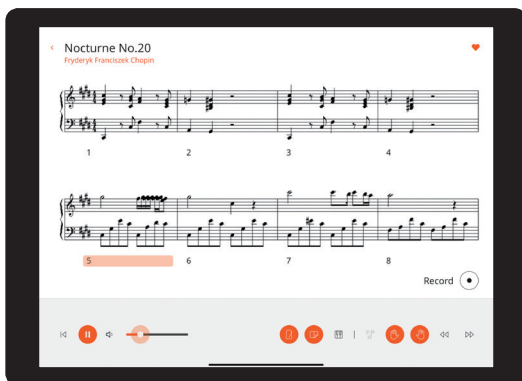 Nocturne No.20
Fryderyk Franciszek Chopin
1 2 3 4
5 6 7 8
Record